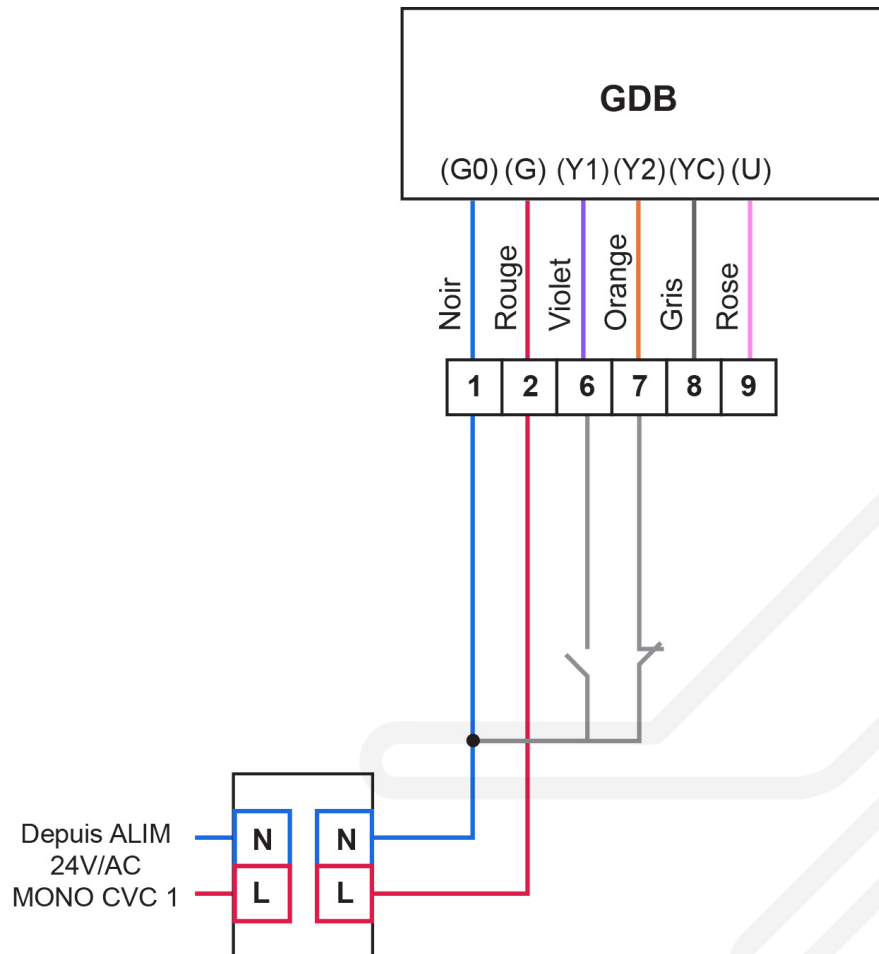 GDB
(G0) (G) (Y1) (Y2) (YC) (U)
Noir
Rouge
Violet
Orange
Gris
Rose
1 2 6 7 8 9
Depuis ALIM
24V/AC
MONO CVC 1
N N
L L